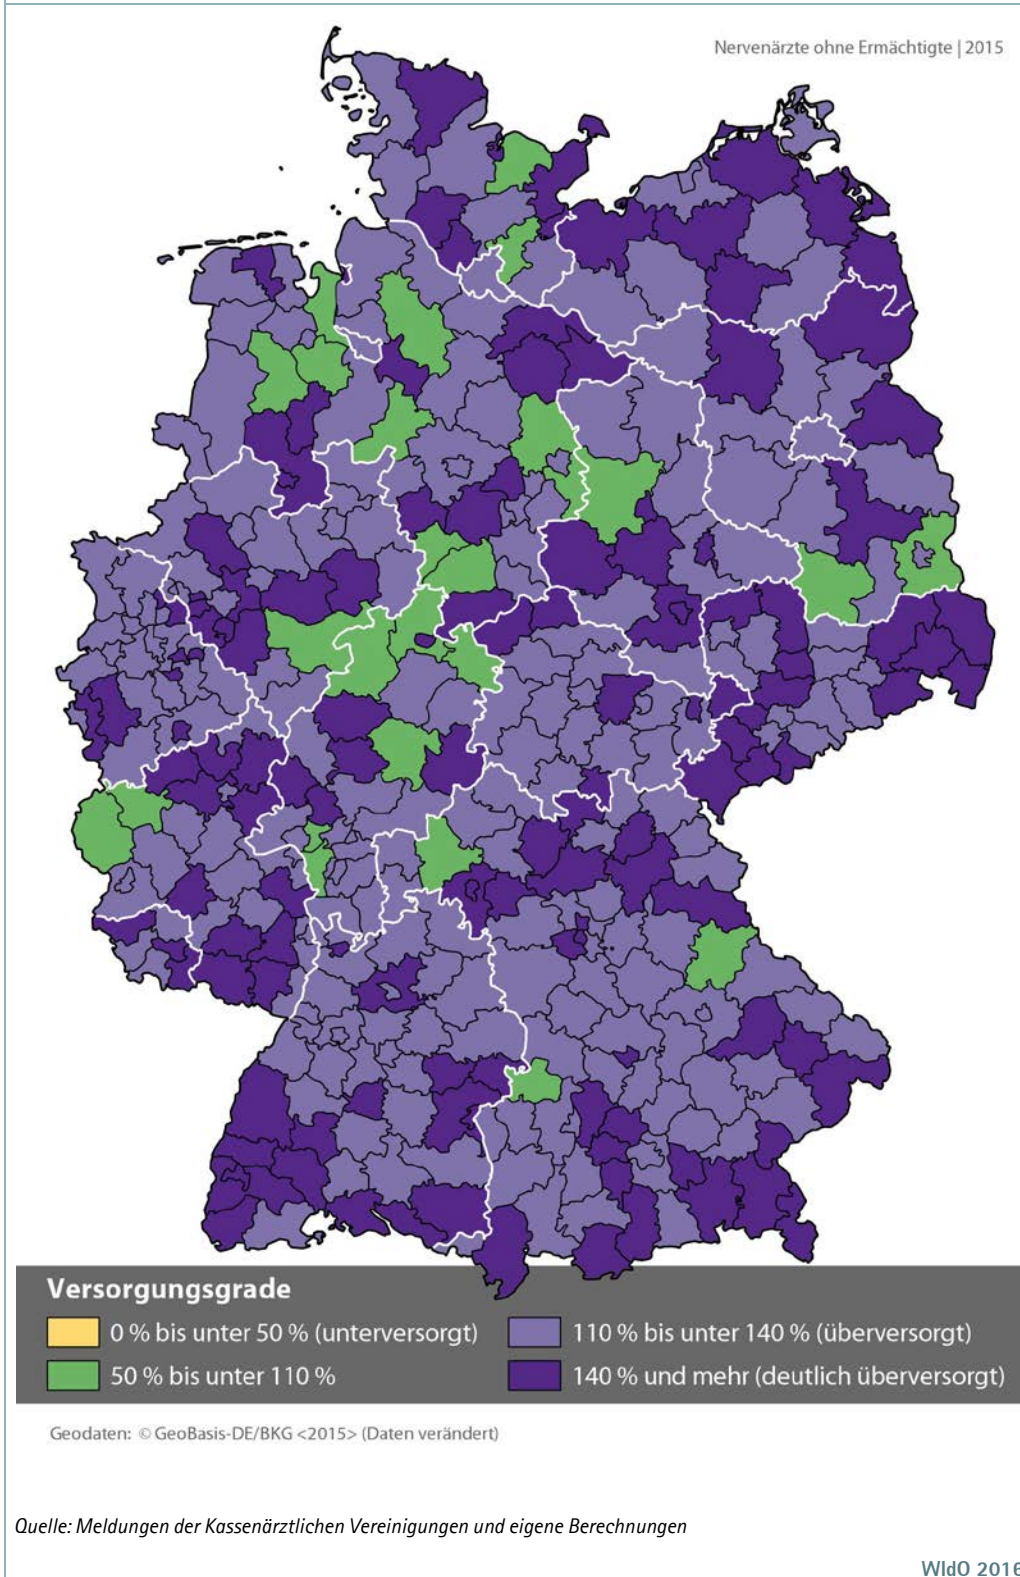 Nervenärzte ohne Ermächtigte | 2015
Versorgungsgrade
0 % bis unter 50 % (unterversorgt)
110 % bis unter 140 % (überversorgt)
50 % bis unter 110 %
140 % und mehr (deutlich überversorgt)
Geodaten: © GeoBasis-DE/BKG <2015> (Daten verändert)
Quelle: Meldungen der Kassenärztlichen Vereinigungen und eigene Berechnungen
WIdO 2016